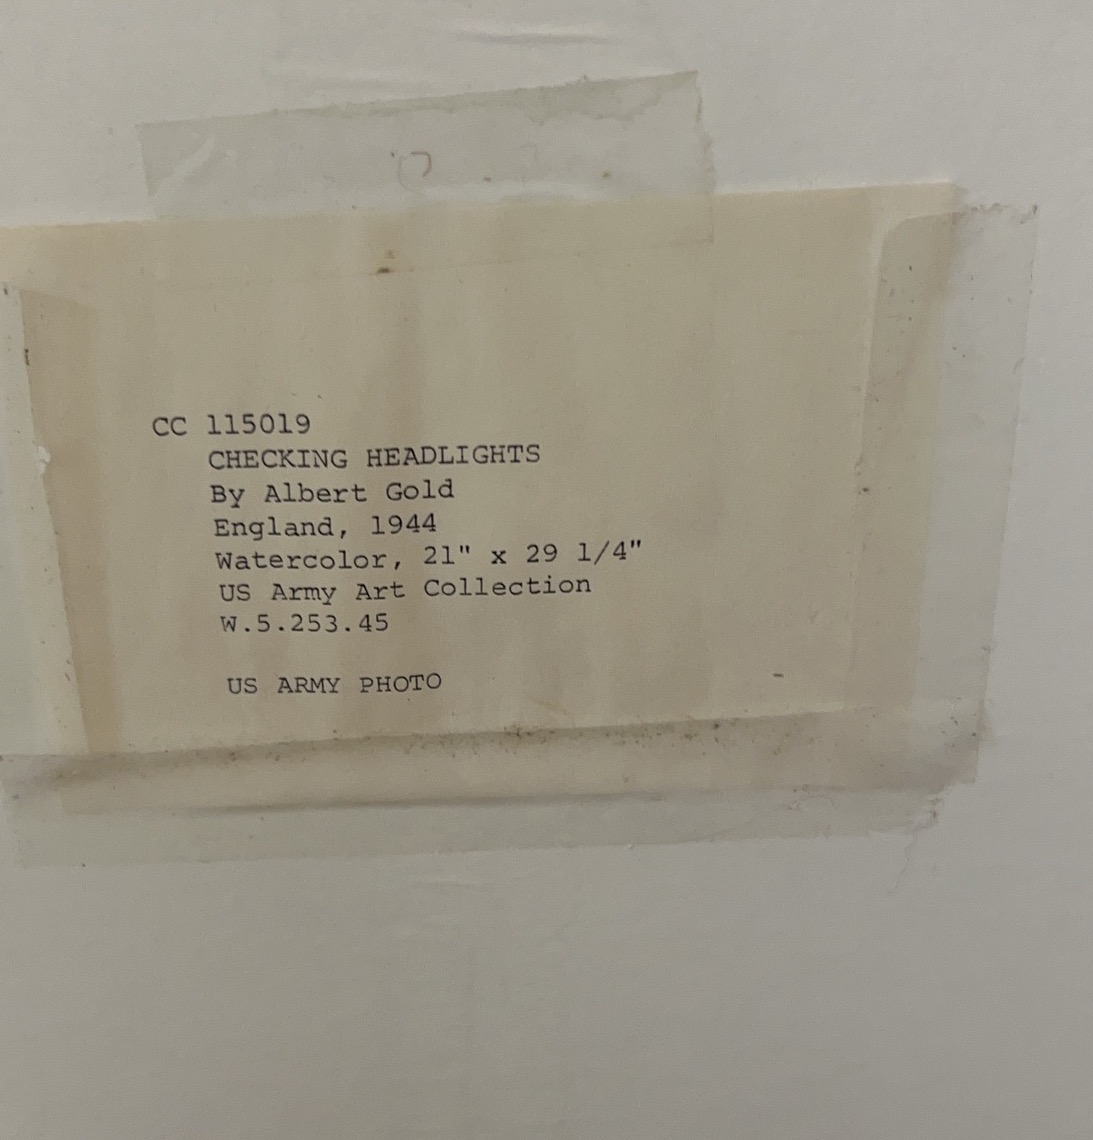 CC 115019
CHECKING HEADLIGHTS
By Albert Gold
England, 1944
Watercolor, 21" x 29 1/4"
US Army Art Collection
W.5.253.45
US ARMY PHOTO